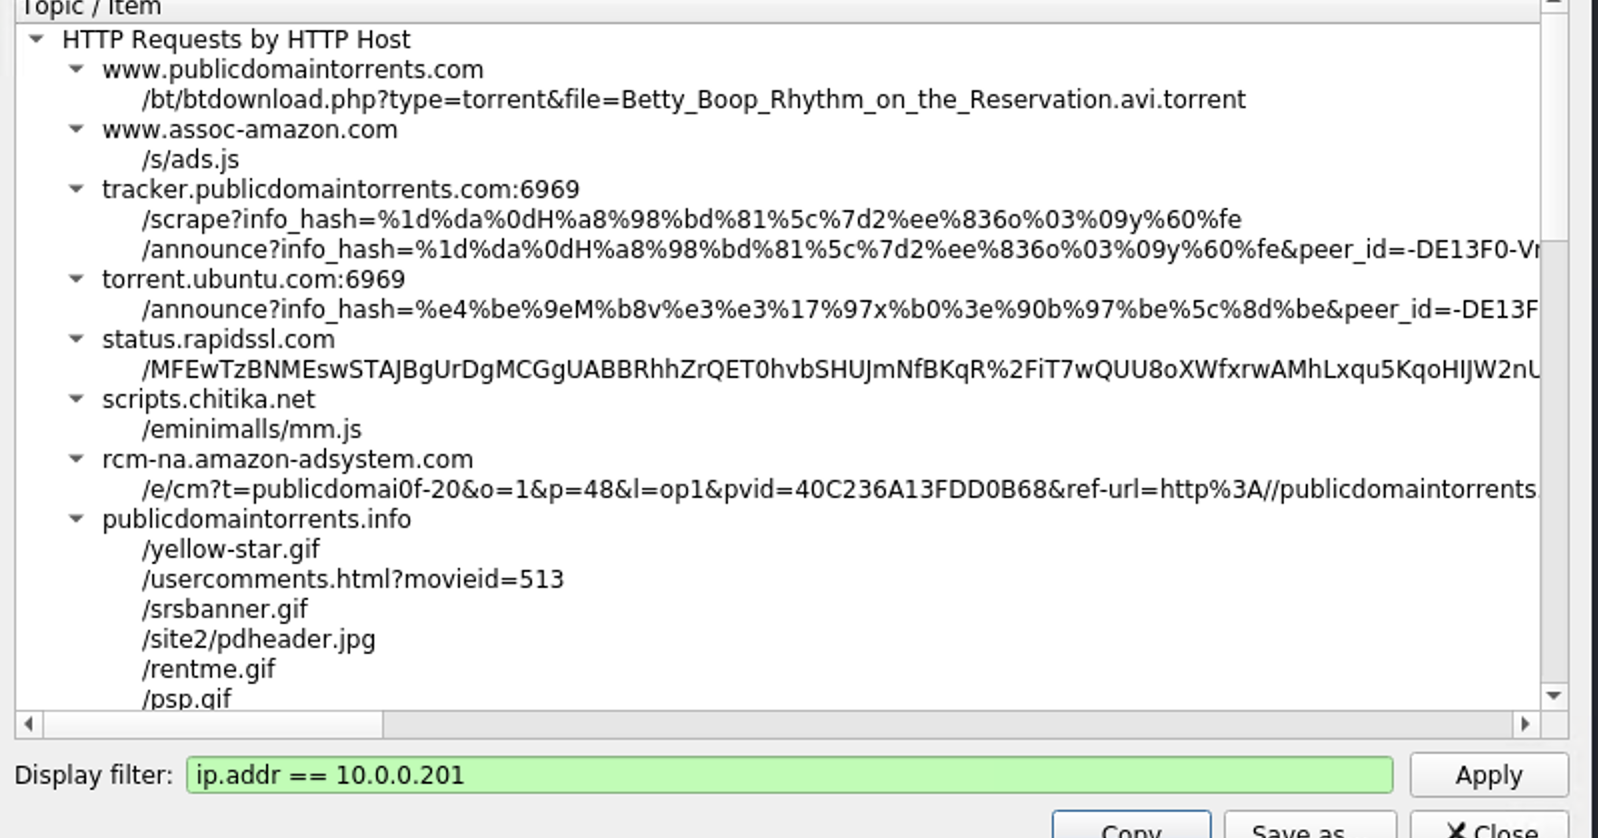 Topic / Item
HTTP Requests by HTTP Host
www.publicdomaintorrents.com
/bt/btdownload.php?type=torrent&file=Betty_Boop_Rhythm_on_the_Reservation.avi.torrent
www.assoc-amazon.com
/s/ads.js
tracker.publicdomaintorrents.com:6969
/scrape?info_hash=%1d%da%0dH%a8%98%bd%81%5c%7d2%ee%836o%03%09y%60%fe
/announce?info_hash=%1d%da%0dH%a8%98%bd%81%5c%7d2%ee%836o%03%09y%60%fe&peer_id=-DE13F0-Vr
torrent.ubuntu.com:6969
/announce?info_hash=%e4%be%9eM%b8v%e3%e3%17%97x%b0%3e%90b%97%be%5c%8d%be&peer_id=-DE13F
status.rapidssl.com
/MFEwTzBNMEswSTAJBgUrDgMCGgUABBRhhZrQET0hvbSHUJmNfBKqR%2FiT7wQUU8oXWfxrwAMhLxqu5KqoHIJW2nU
scripts.chitika.net
/eminimalls/mm.js
rcm-na.amazon-adsystem.com
/e/cm?t=publicdomai0f-20&o=1&p=48&l=op1&pvid=40C236A13FDD0B68&ref-url=http%3A//publicdomaintorrents.
publicdomaintorrents.info
/yellow-star.gif
/usercomments.html?movieid=513
/srsbanner.gif
/site2/pdheader.jpg
/rentme.gif
/psp.gif
Display filter: ip.addr == 10.0.0.201 Apply
Copy Save as Close